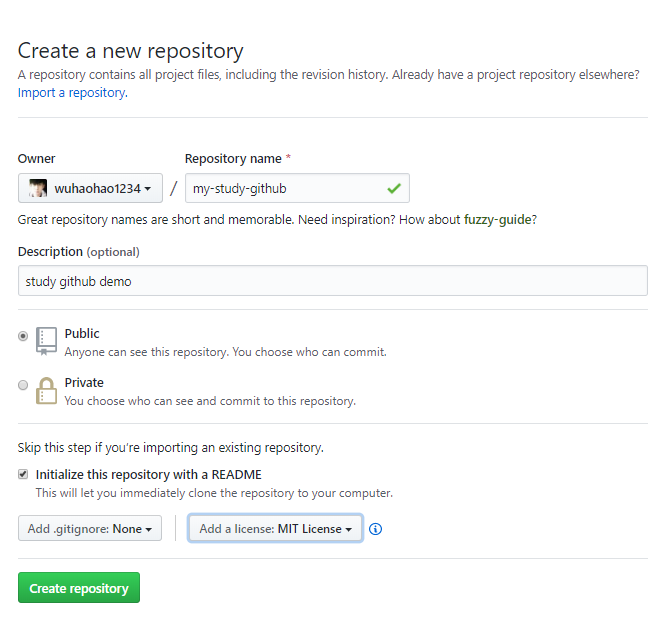 Create a new repository
A repository contains all project files, including the revision history. Already have a project repository elsewhere?
Import a repository.
Owner
Repository name *
wuhaohao1234
/
my-study-github
Great repository names are short and memorable. Need inspiration? How about fuzzy-guide?
Description (optional)
study github demo
Public
Anyone can see this repository. You choose who can commit.
Private
You choose who can see and commit to this repository.
Skip this step if you're importing an existing repository.
Initialize this repository with a README
This will let you immediately clone the repository to your computer.
Add .gitignore: None
Add a license: MIT License
Create repository